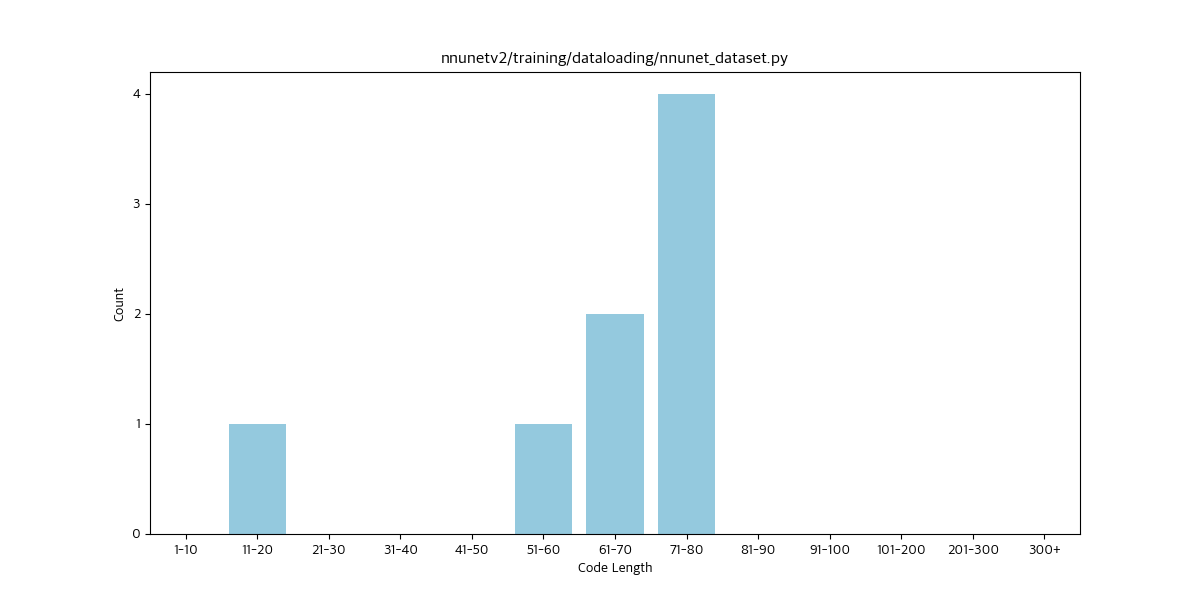 nnunetv2/training/dataloading/nnunet_dataset.py
4
3
2
1
0
Count
1-10 11-20 21-30 31-40 41-50 51-60 61-70 71-80 81-90 91-100 101-200 201-300 300+
Code Length